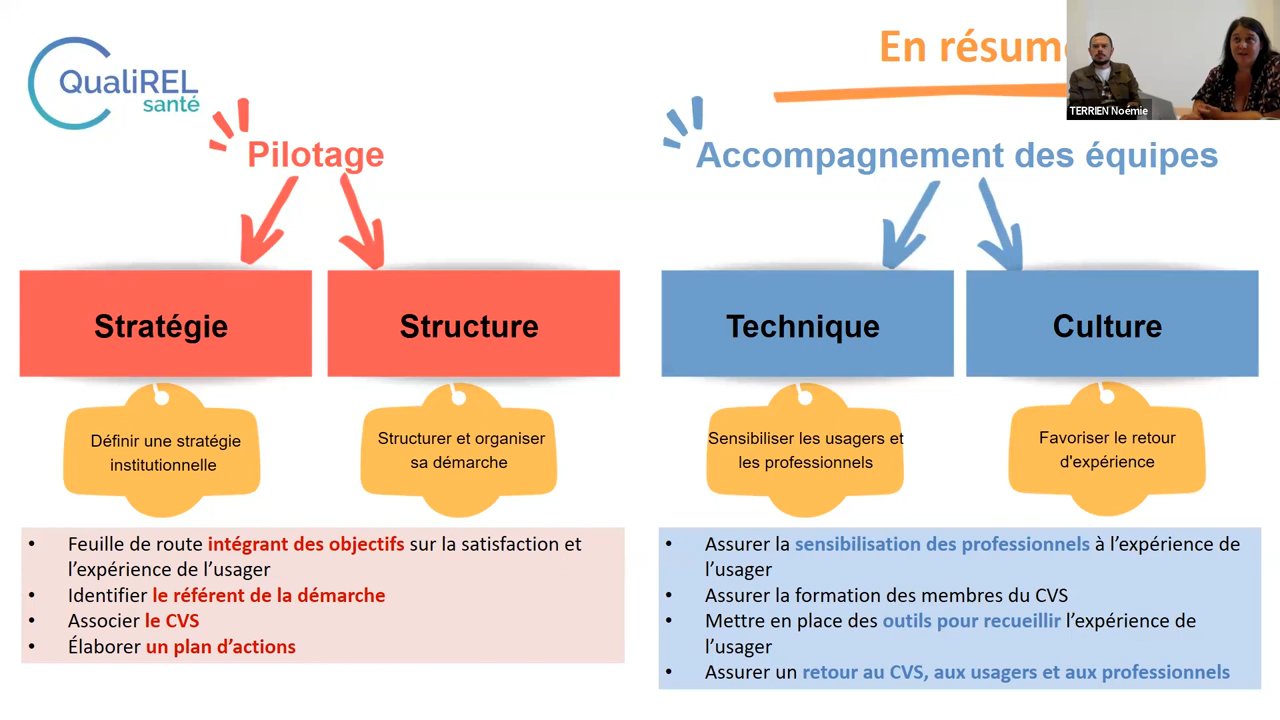 QualiREL
santé
En résumé
TERRIEN Noémie
Pilotage
Accompagnement des équipes
Stratégie
Structure
Technique
Culture
Définir une stratégie
institutionnelle
Structurer et organiser
sa démarche
Sensibiliser les usagers et
les professionnels
Favoriser le retour
d'expérience
• Feuille de route intégrant des objectifs sur la satisfaction et
l’expérience de l’usager
• Identifier le référent de la démarche
• Associer le CVS
• Élaborer un plan d’actions
• Assurer la sensibilisation des professionnels à l’expérience de
l’usager
• Assurer la formation des membres du CVS
• Mettre en place des outils pour recueillir l’expérience de
l’usager
• Assurer un retour au CVS, aux usagers et aux professionnels